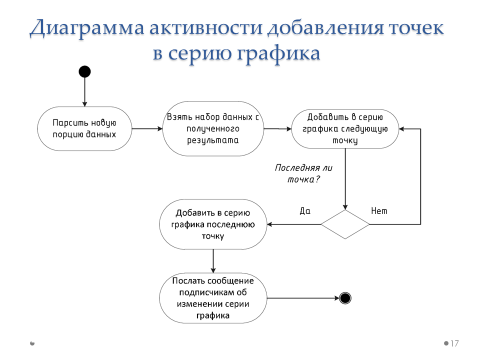 Диаграмма активности добавления точек
в серию графика
Парсить новую
порцию данных
Взять набор данных с
полученного
результата
Добавить в серию
графика следующую
точку
Последняя ли
точка?
Да
Нет
Добавить в серию
графика последнюю
точку
Послать сообщение
подписчикам об
изменении серии
графика
17